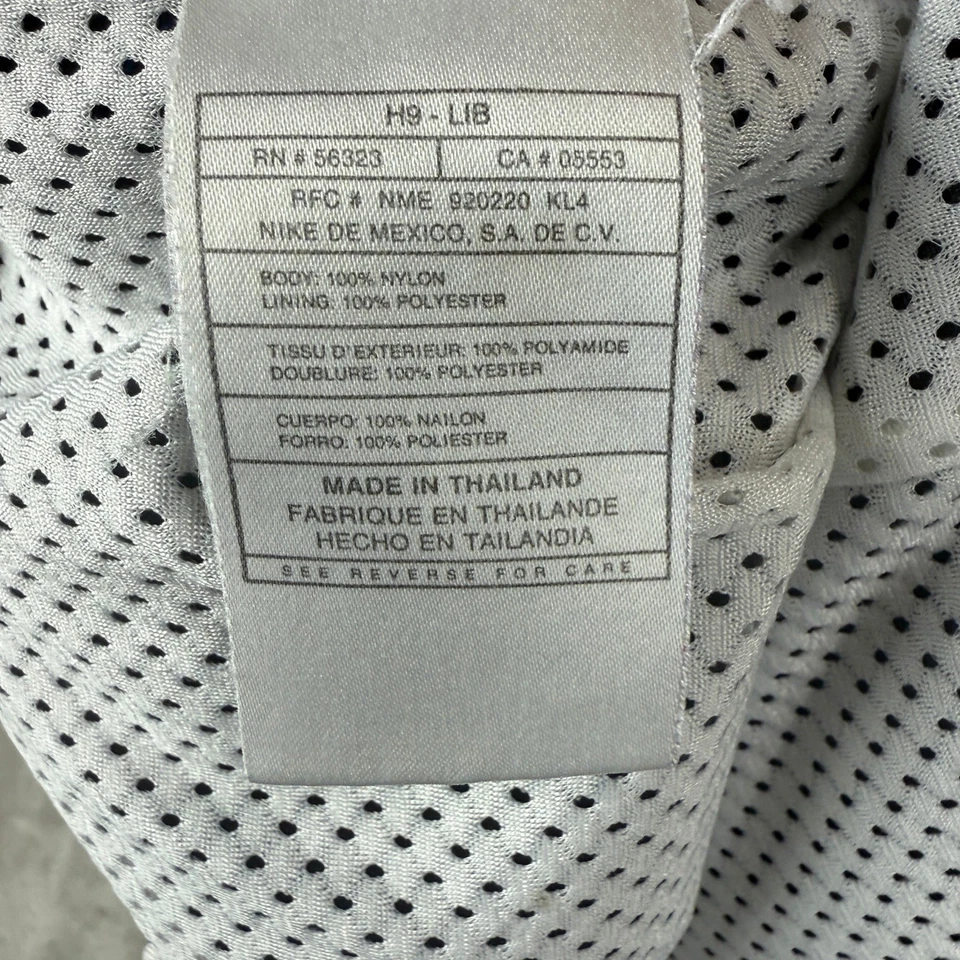 H9 - LIB
RN # 56323 CA # 05553
RFC # NME 920220 KL4
NIKE DE MEXICO, S.A. DE C.V.
BODY: 100% NYLON
LINING: 100% POLYESTER
TISSU D'EXTERIEUR: 100% POLYAMIDE
DOUBLURE: 100% POLYESTER
CUERPO: 100% NAILON
FORRO: 100% POLIESTER
MADE IN THAILAND
FABRIQUE EN THAILANDE
HECHO EN TAILANDIA
SEE REVERSE FOR CARE